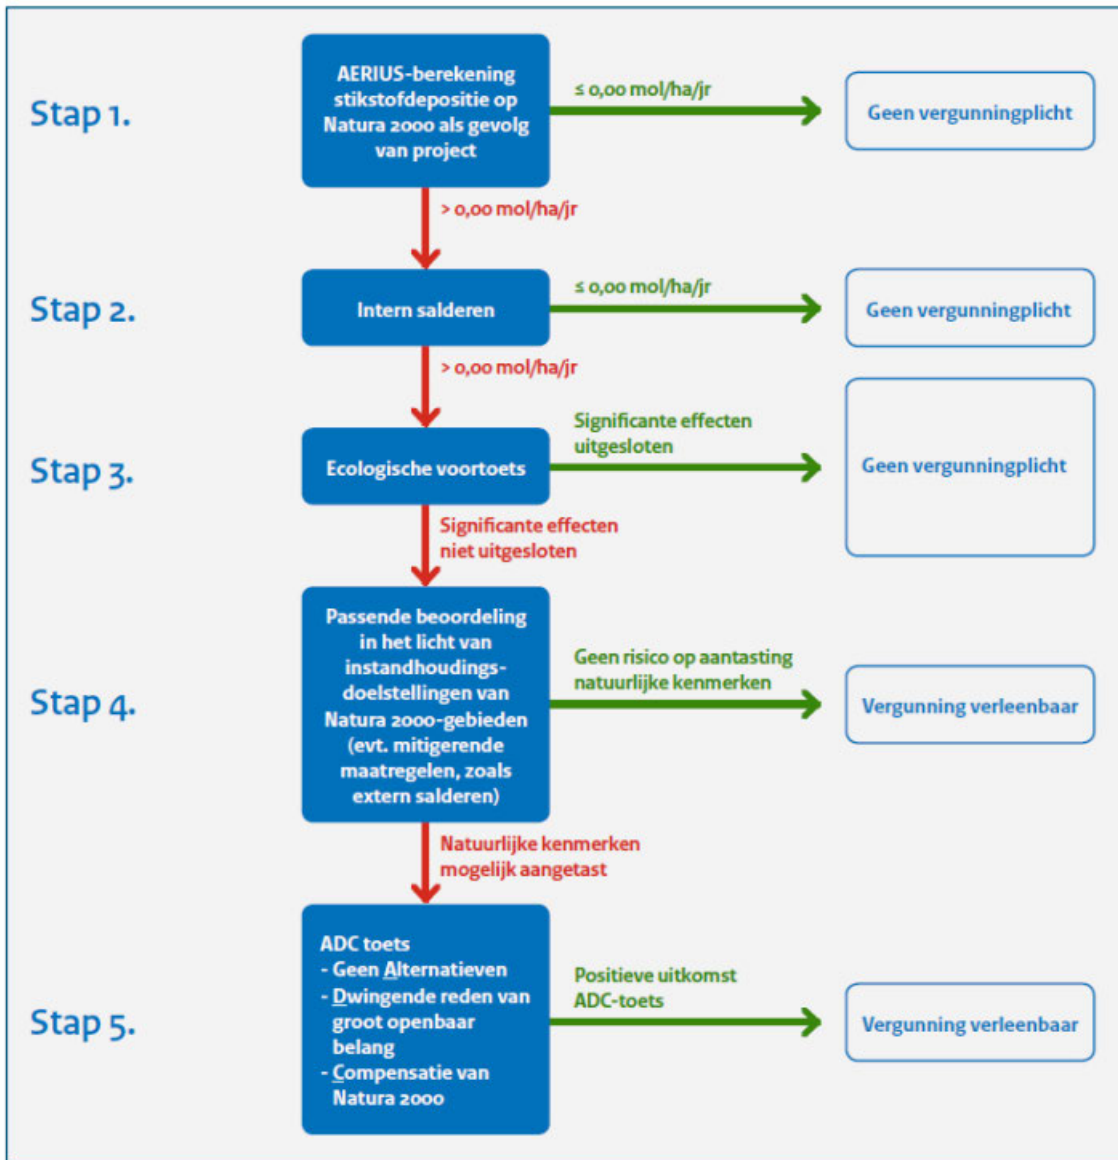 Stap 1.
AERIUS-berekening
stikstofdepositie op
Natura 2000 als gevolg
van project
≤ 0,00 mol/ha/jr
Geen vergunningplicht
> 0,00 mol/ha/jr
Stap 2.
Intern salderen
≤ 0,00 mol/ha/jr
Geen vergunningplicht
> 0,00 mol/ha/jr
Stap 3.
Ecologische voortoets
Significante effecten
uitgesloten
Geen vergunningplicht
Significante effecten
niet uitgesloten
Stap 4.
Passende beoordeling
in het licht van
instandhoudings-
doelstellingen van
Natura 2000-gebieden
(evt. mitigerende
maatregelen, zoals
extern salderen)
Geen risico op aantasting
natuurlijke kenmerken
Vergunning verleenbaar
Natuurlijke kenmerken
mogelijk aangetast
Stap 5.
ADC toets
- Geen Alternatieven
- Dwingende reden van
groot openbaar
belang
- Compensatie van
Natura 2000
Positieve uitkomst
ADC-toets
Vergunning verleenbaar